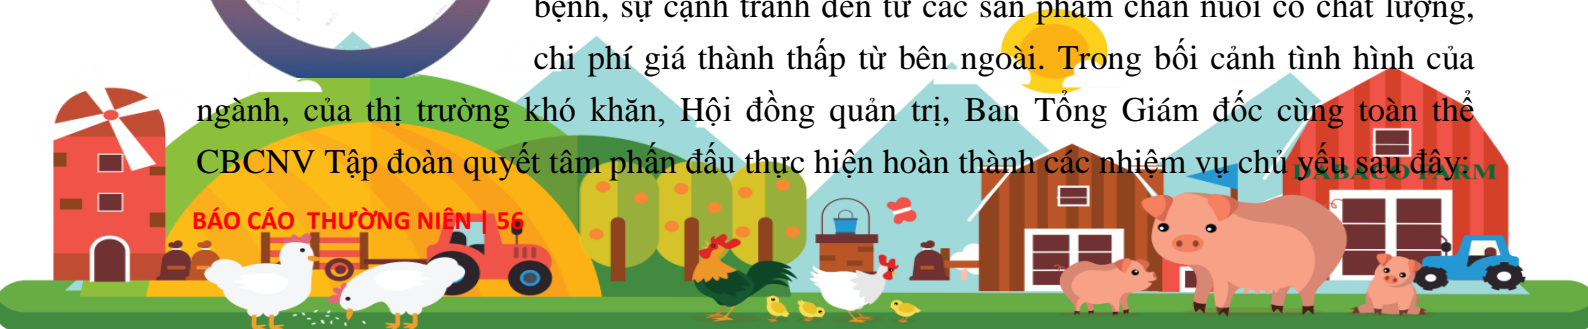 bệnh, sự cạnh tranh đến từ các sản phẩm chăn nuôi có chất lượng,
chi phí giá thành thấp từ bên ngoài. Trong bối cảnh tình hình của
ngành, của thị trường khó khăn, Hội đồng quản trị, Ban Tổng Giám đốc cùng toàn thể
CBCNV Tập đoàn quyết tâm phấn đấu thực hiện hoàn thành các nhiệm vụ chủ yếu sau đây:
DABACO FARM
BÁO CÁO THƯỜNG NIÊN | 56